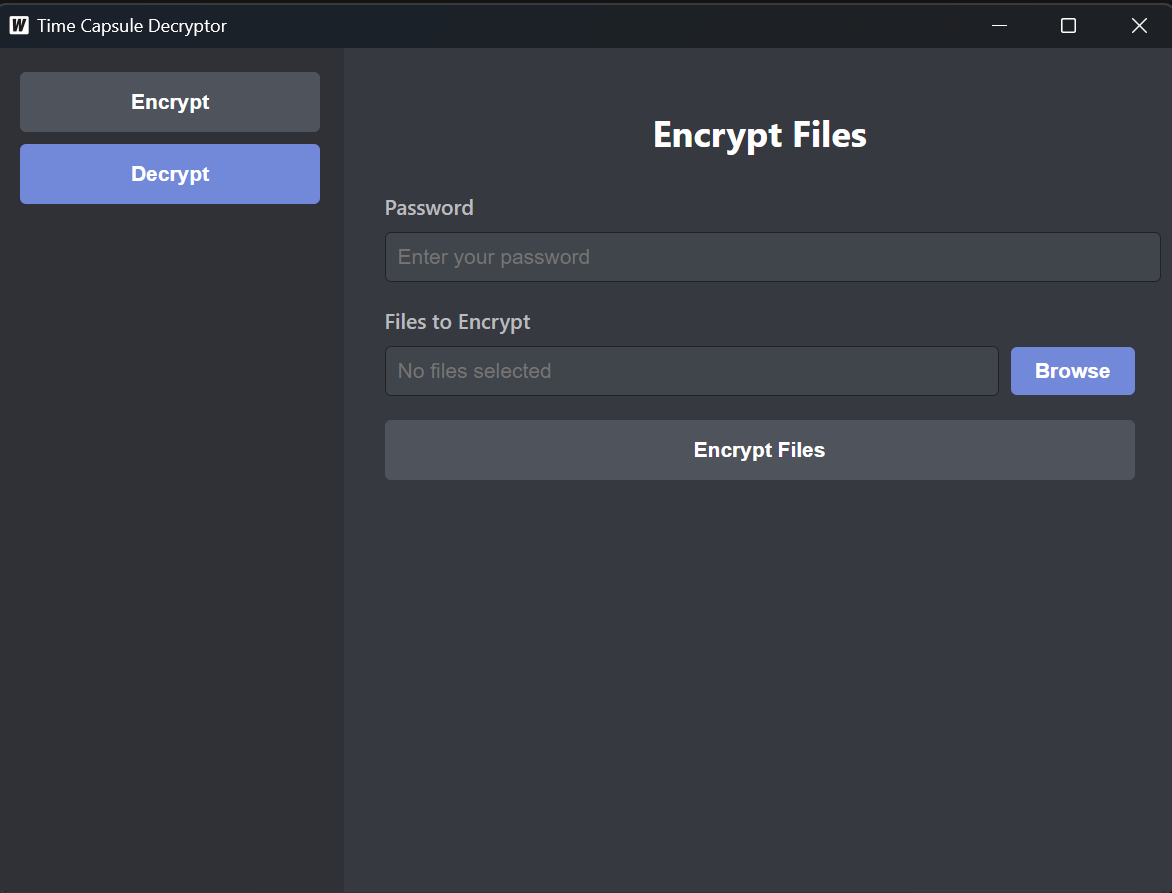 W Time Capsule Decryptor
Encrypt
Decrypt
Encrypt Files
Password
Enter your password
Files to Encrypt
No files selected
Browse
Encrypt Files